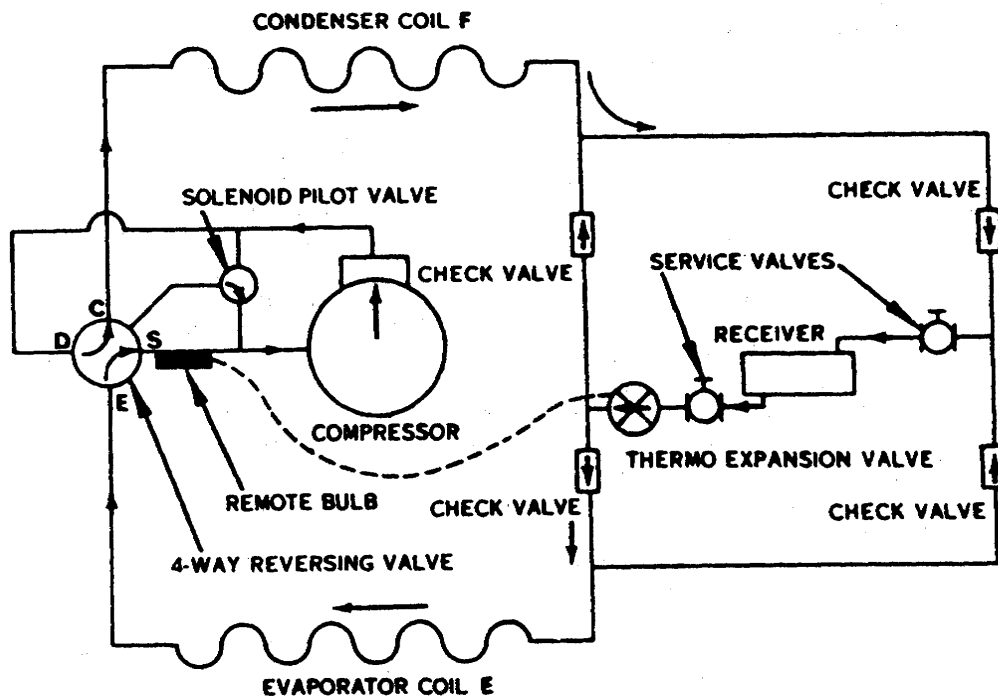 CONDENSER COIL F
SOLENOID PILOT VALVE
CHECK VALVE
CHECK VALVE
SERVICE VALVES
C
D
S
RECEIVER
E
COMPRESSOR
THERMO EXPANSION VALVE
REMOTE BULB
CHECK VALVE
CHECK VALVE
4-WAY REVERSING VALVE
EVAPORATOR COIL E